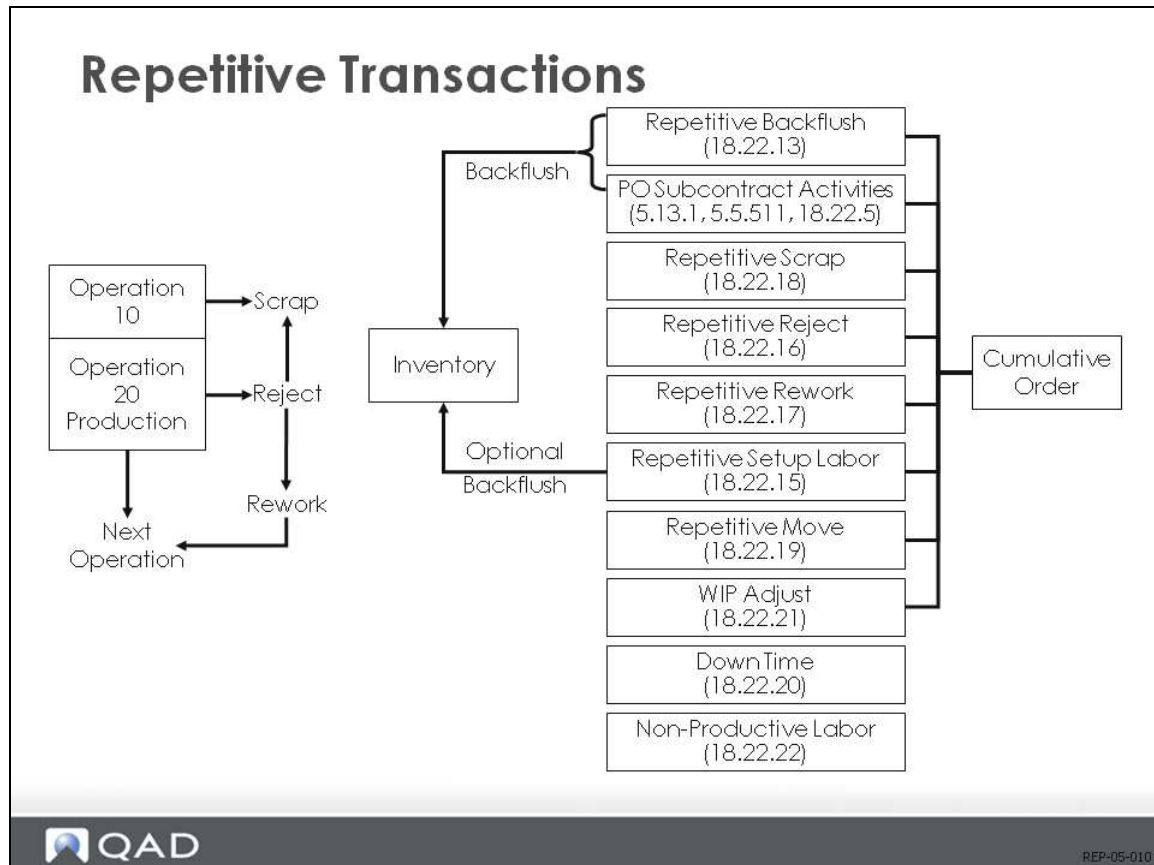 Repetitive Transactions
Operation
10
Operation
20
Production
Scrap
Reject
Rework
Next
Operation
Backflush
Inventory
Optional
Backflush
Repetitive Backflush
(18.22.13)
PO Subcontract Activities
(5.13.1, 5.5.511, 18.22.5)
Repetitive Scrap
(18.22.18)
Repetitive Reject
(18.22.16)
Repetitive Rework
(18.22.17)
Repetitive Setup Labor
(18.22.15)
Repetitive Move
(18.22.19)
WIP Adjust
(18.22.21)
Down Time
(18.22.20)
Non-Productive Labor
(18.22.22)
Cumulative
Order
QAD
REP-05-010